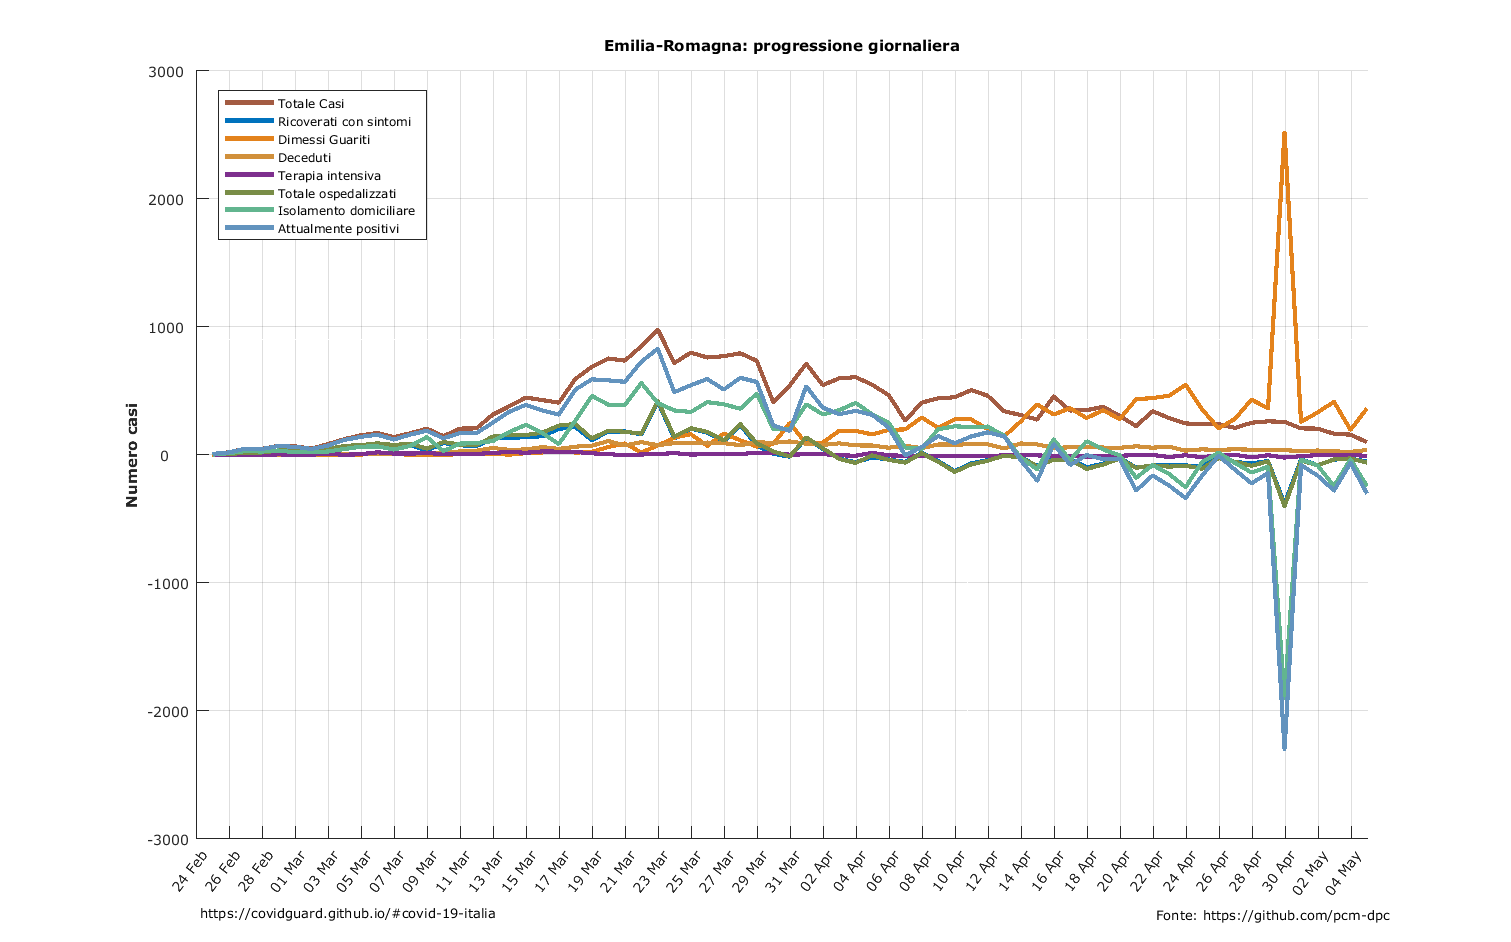 Emilia-Romagna: progressione giornaliera
3000
2000
1000
0
-1000
-2000
-3000
Numero casi
Totale Casi
Ricoverati con sintomi
Dimessi Guariti
Deceduti
Terapia intensiva
Totale ospedalizzati
Isolamento domiciliare
Attualmente positivi
24 Feb
26 Feb
28 Feb
01 Mar
03 Mar
05 Mar
07 Mar
09 Mar
11 Mar
13 Mar
15 Mar
17 Mar
19 Mar
21 Mar
23 Mar
25 Mar
27 Mar
29 Mar
31 Mar
02 Apr
04 Apr
06 Apr
08 Apr
10 Apr
12 Apr
14 Apr
16 Apr
18 Apr
20 Apr
22 Apr
24 Apr
26 Apr
28 Apr
30 Apr
02 May
04 May
https://covidguard.github.io/#covid-19-italia
Fonte: https://github.com/pcm-dpc